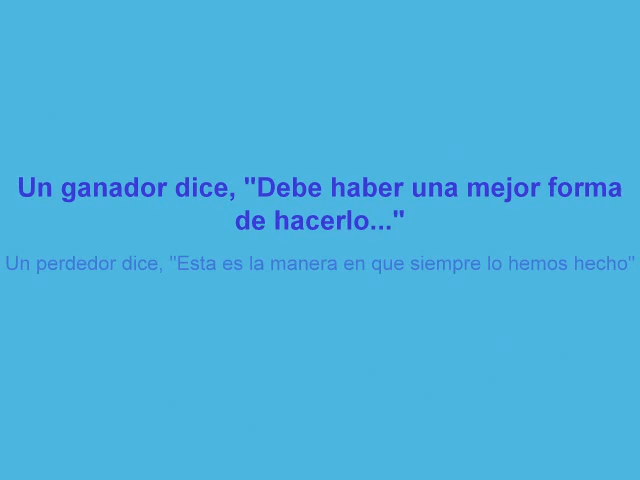 Un ganador dice, "Debe haber una mejor forma
de hacerlo..."
Un perdedor dice, "Esta es la manera en que siempre lo hemos hecho"